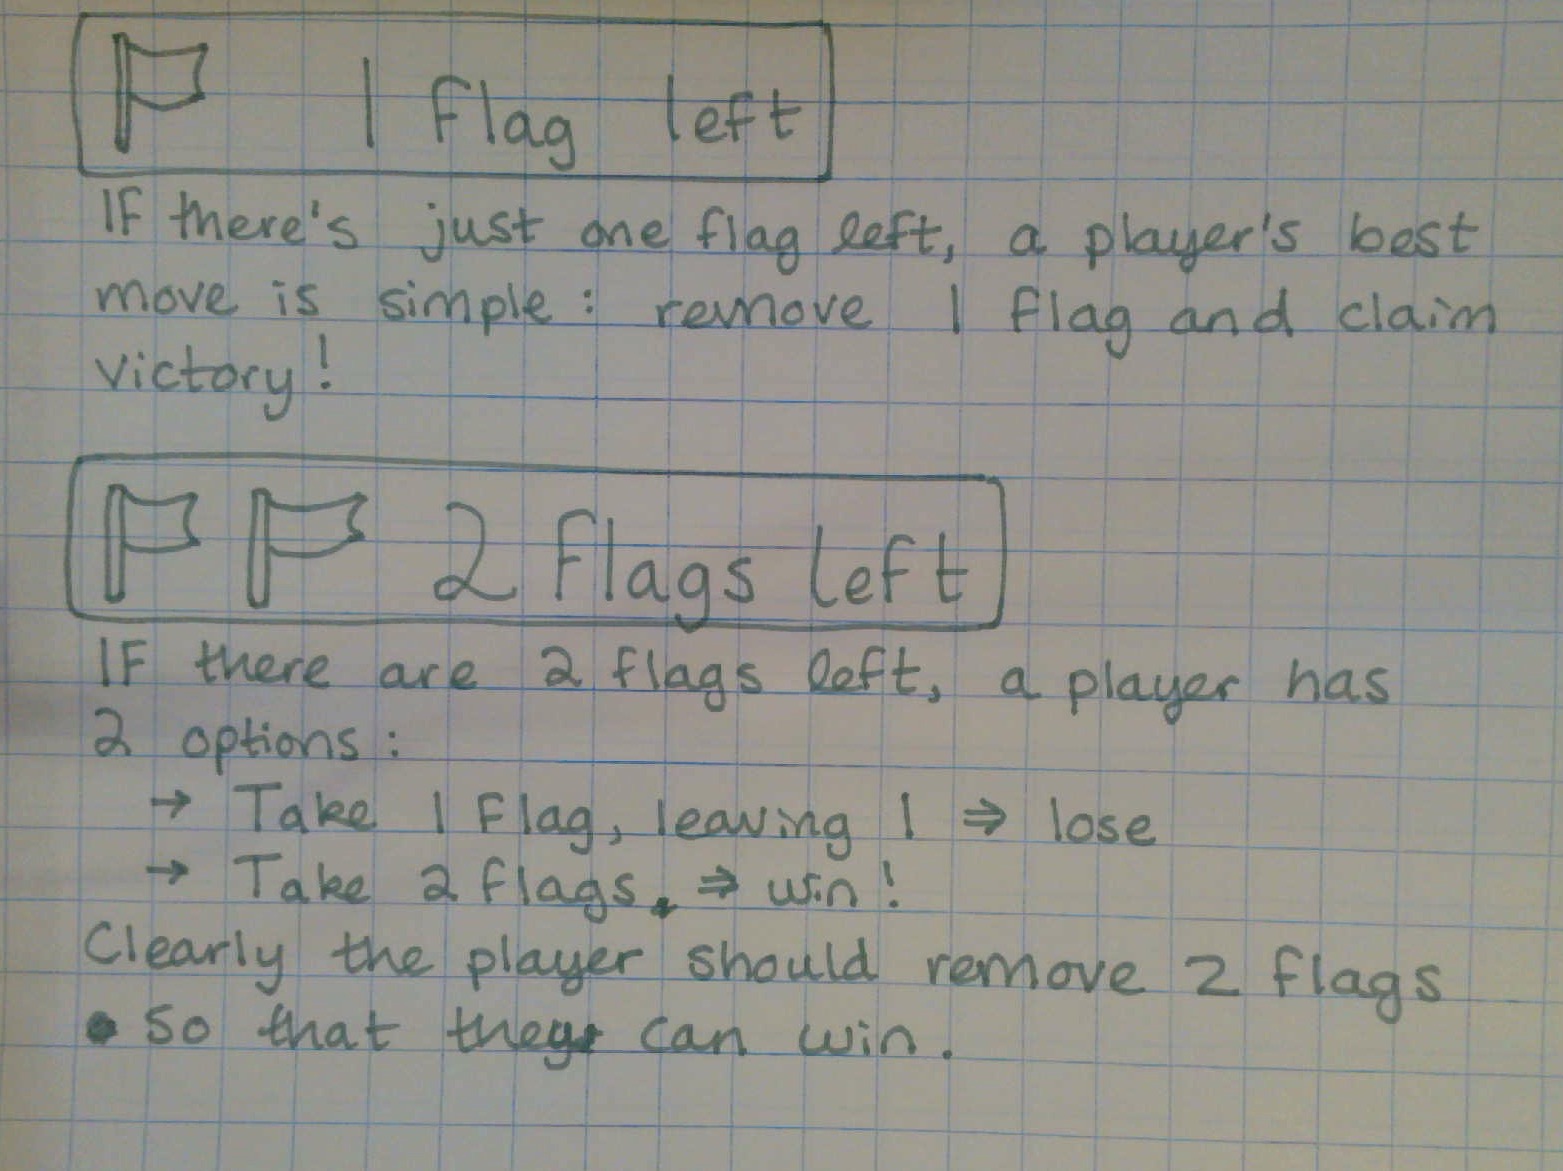 1 Flag left
IF there's just one flag left, a player's best
move is simple: remove 1 flag and claim
victory!
2 Flags left
IF there are 2 flags left, a player has
2 options:
→ Take 1 Flag, leaving 1 ⇒ lose
→ Take 2 flags. ⇒ win!
Clearly the player should remove 2 flags
so that they can win.